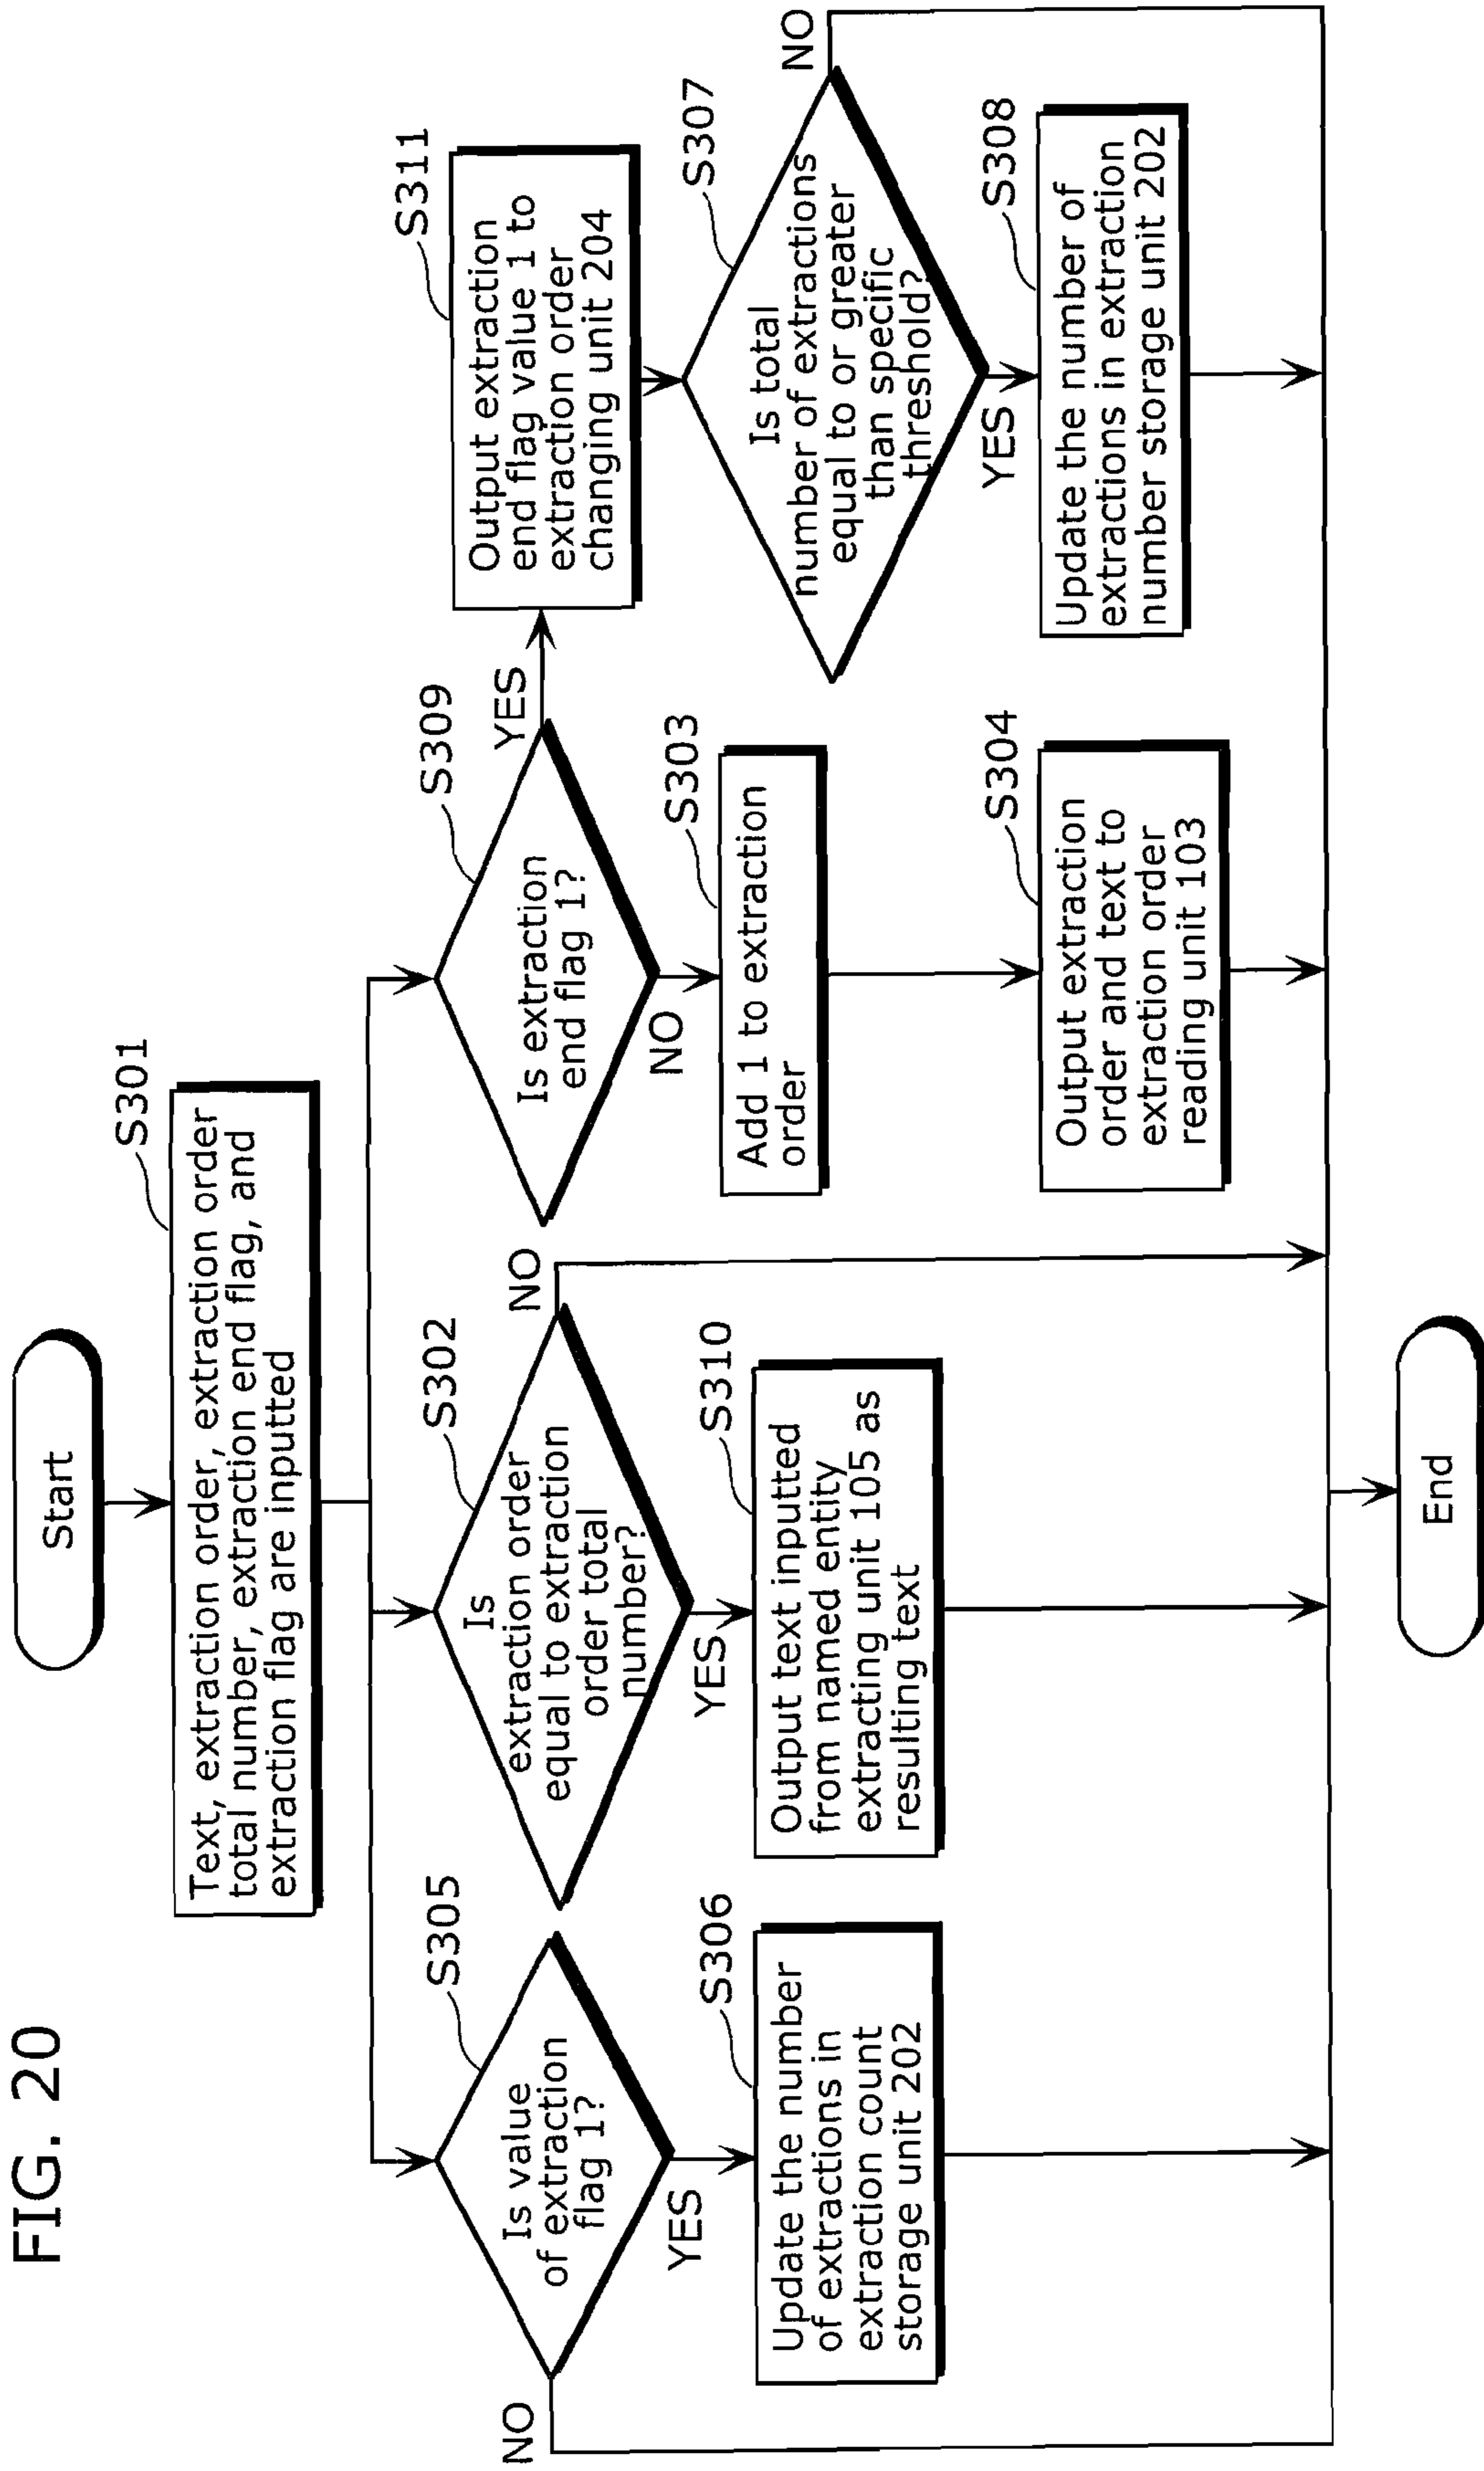 FIG. 20
Start
S301
Text, extraction order, extraction order
total number, extraction end flag, and
extraction flag are inputted
S305
Is value
of extraction
flag 1?
NO
YES
S306
Update the number
of extractions in
extraction count
storage unit 202
S302
Is
extraction order
equal to extraction
order total
number?
NO
YES
S310
Output text inputted
from named entity
extracting unit 105 as
resulting text
S309
Is extraction
end flag 1?
YES
NO
S303
Add 1 to extraction
order
S304
Output extraction
order and text to
extraction order
reading unit 103
S311
Output extraction
end flag value 1 to
extraction order
changing unit 204
S307
Is total
number of extractions
equal to or greater
than specific
threshold?
NO
YES
S308
Update the number of
extractions in extraction
number storage unit 202
End